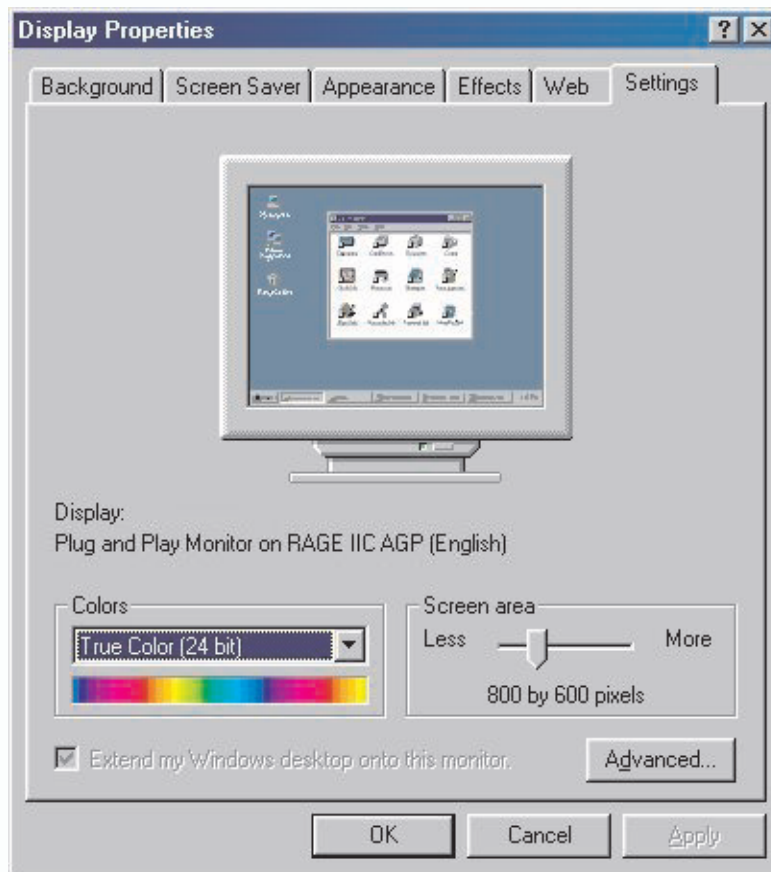 Display Properties
Background Screen Saver Appearance Effects Web Settings
Display:
Plug and Play Monitor on RAGE IIC AGP (English)
Colors
True Color (24 bit)
Screen area
Less More
800 by 600 pixels
Extend my Windows desktop onto this monitor.
Advanced...
OK Cancel Apply